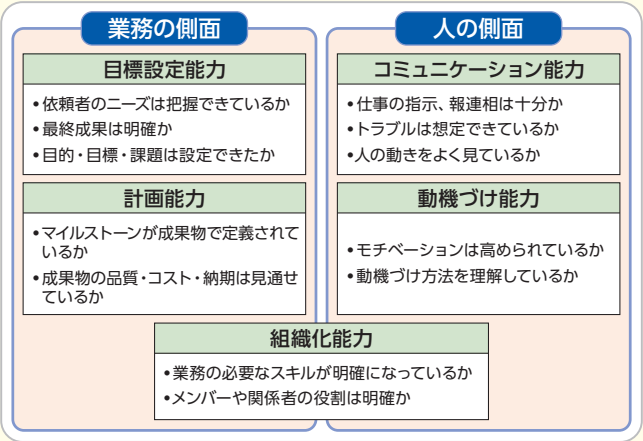 業務の側面
目標設定能力
•依頼者のニーズは把握できているか
•最終成果は明確か
•目的・目標・課題は設定できたか
計画能力
•マイルストーンが成果物で定義されて
いるか
•成果物の品質・コスト・納期は見通せ
ているか
人の側面
コミュニケーション能力
•仕事の指示、報連相は十分か
•トラブルは想定できているか
•人の動きをよく見ているか
動機づけ能力
•モチベーションは高められているか
•動機づけ方法を理解しているか
組織化能力
•業務の必要なスキルが明確になっているか
•メンバーや関係者の役割は明確か